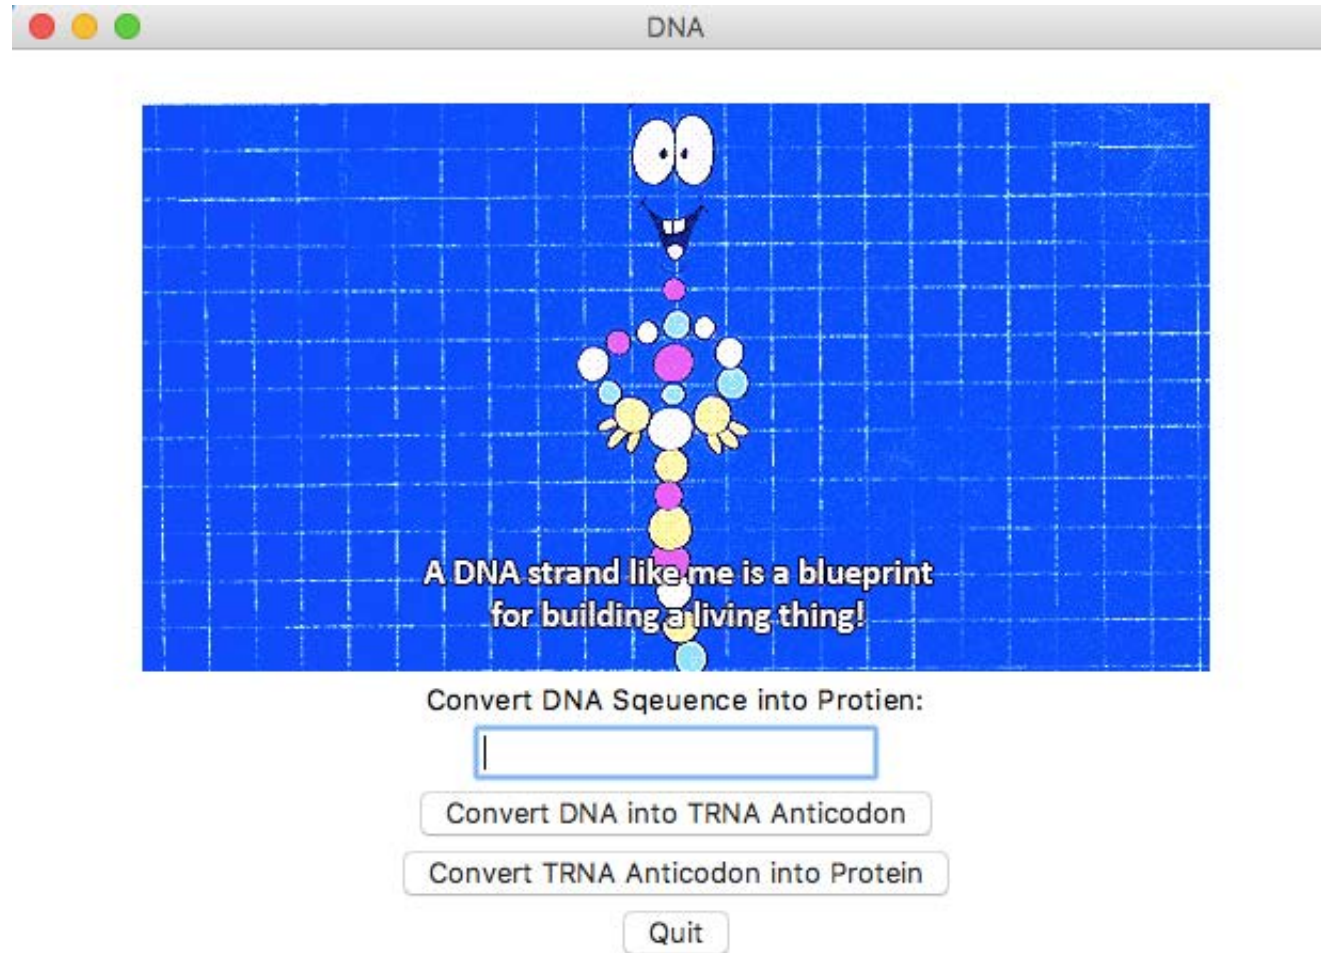 DNA
A DNA strand like me is a blueprint
for building a living thing!
Convert DNA Sqeuence into Protien:
Convert DNA into TRNA Anticodon
Convert TRNA Anticodon into Protein
Quit